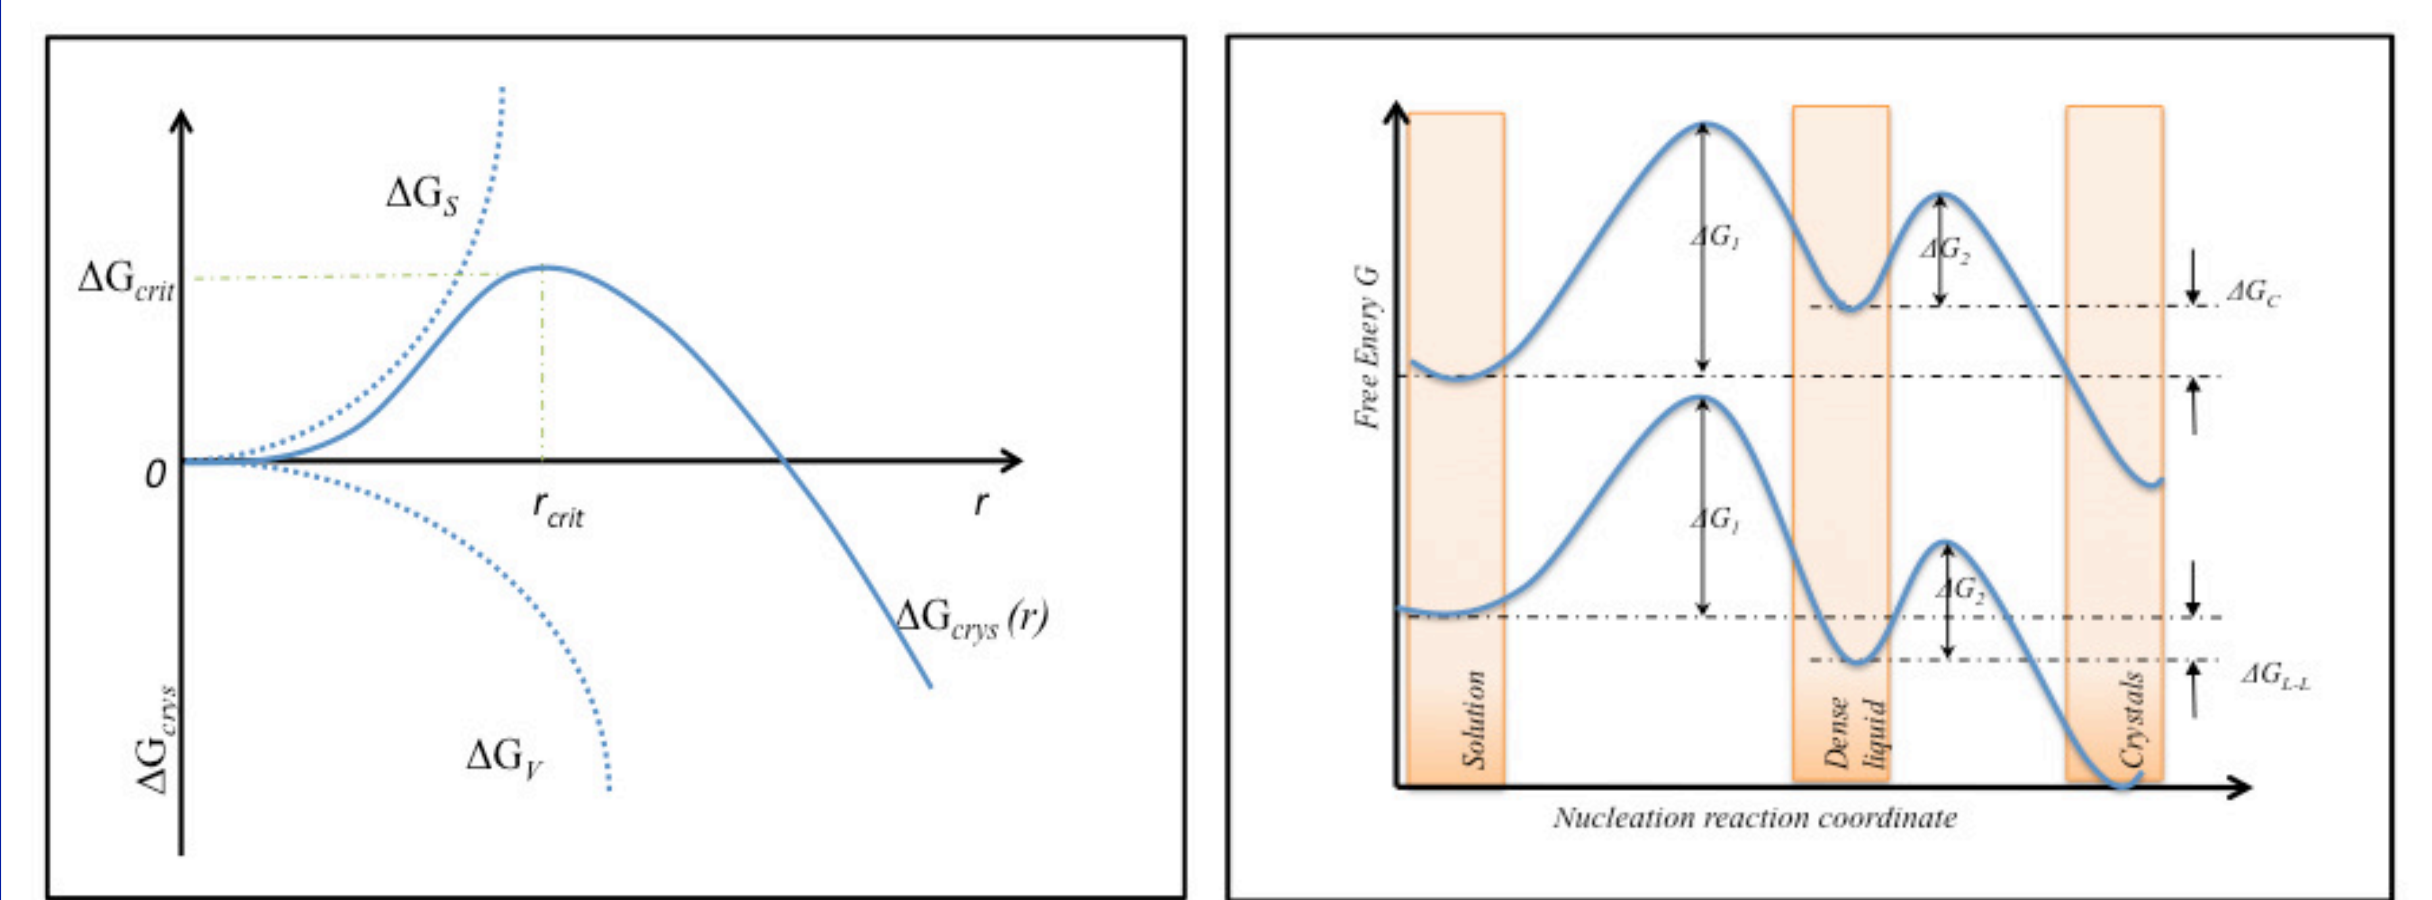 ΔG_S
ΔG_crit
0
r_crit
r
ΔG_crys (r)
ΔG_V
ΔG_crys
Free Enery G
ΔG_1
ΔG_2
ΔG_C
ΔG_1
ΔG_2
ΔG_L-L
Solution
Dense
liquid
Crystals
Nucleation reaction coordinate